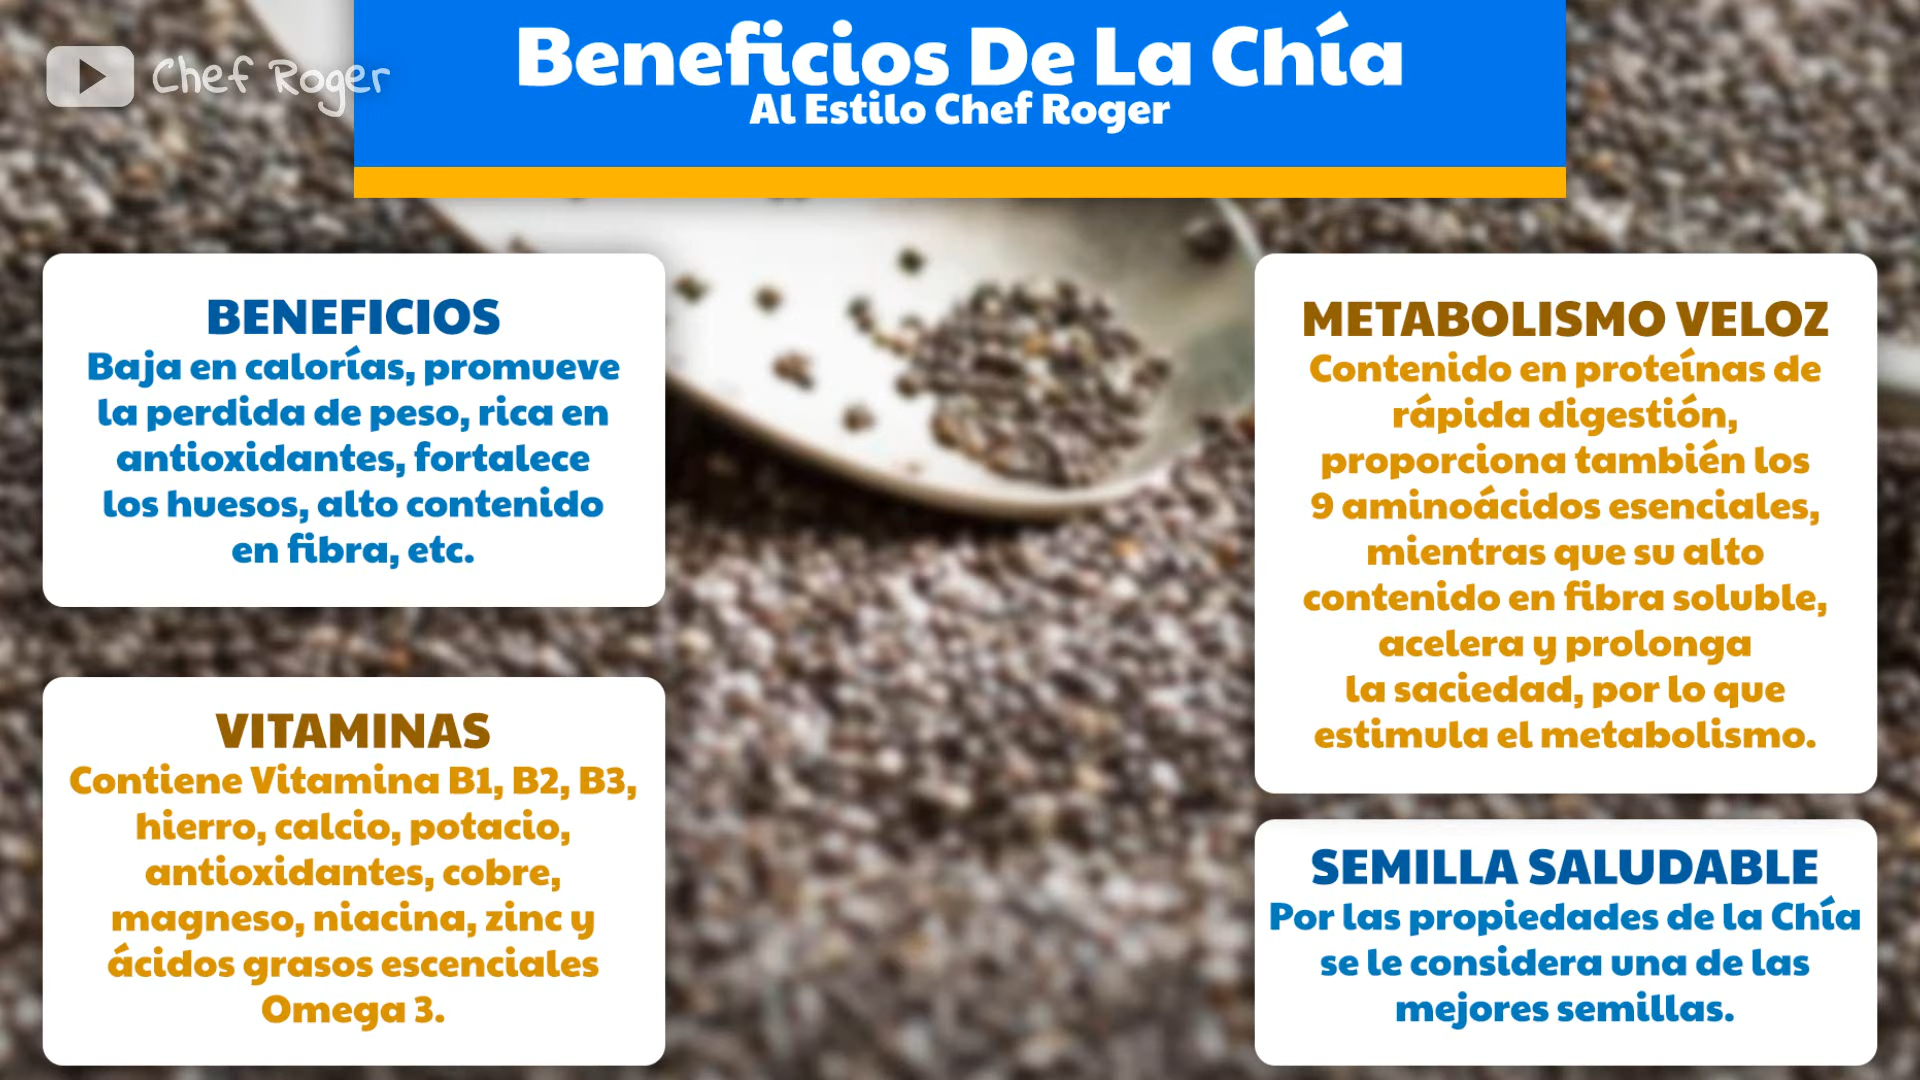 Chef Roger
Beneficios De La Chía
Al Estilo Chef Roger
BENEFICIOS
Baja en calorías, promueve
la perdida de peso, rica en
antioxidantes, fortalece
los huesos, alto contenido
en fibra, etc.
VITAMINAS
Contiene Vitamina B1, B2, B3,
hierro, calcio, potacio,
antioxidantes, cobre,
magneso, niacina, zinc y
ácidos grasos escenciales
Omega 3.
METABOLISMO VELOZ
Contenido en proteínas de
rápida digestión,
proporciona también los
9 aminoácidos esenciales,
mientras que su alto
contenido en fibra soluble,
acelera y prolonga
la saciedad, por lo que
estimula el metabolismo.
SEMILLA SALUDABLE
Por las propiedades de la Chía
se le considera una de las
mejores semillas.